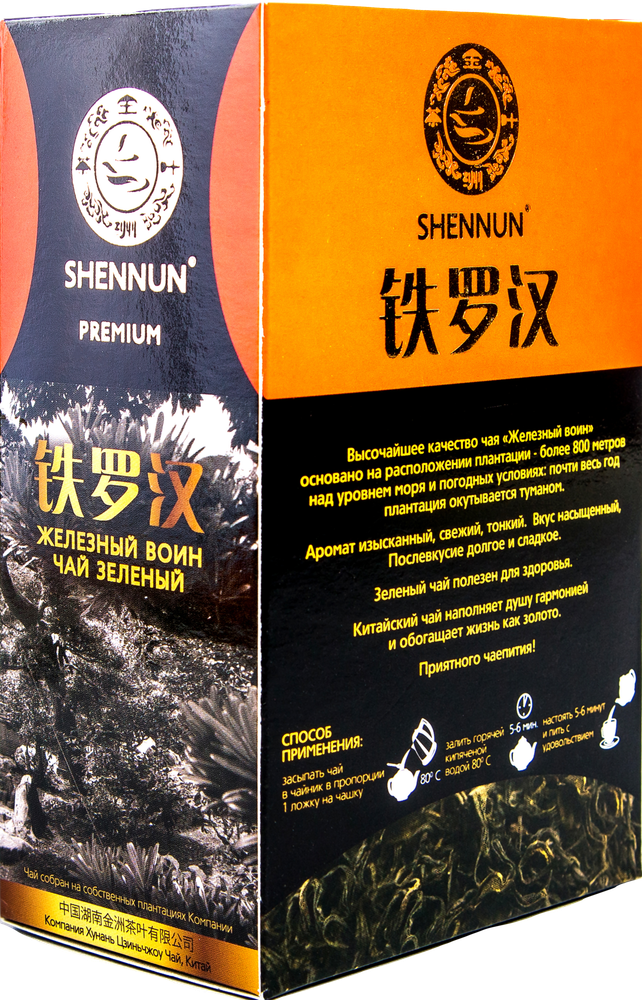 SHENNUN
PREMIUM
铁罗汉
ЖЕЛЕЗНЫЙ ВОИН
ЧАЙ ЗЕЛЕНЫЙ
Чай собран на собственных плантациях Компании
中国湖南金洲茶叶有限公司
Компания Хунань Цзиньчжоу Чай, Китай
SHENNUN
铁罗汉
Высочайшее качество чая «Железный воин»
основано на расположении плантации - более 800 метров
над уровнем моря и погодных условиях: почти весь год
плантация окутывается туманом.
Аромат изысканный, свежий, тонкий. Вкус насыщенный,
Послевкусие долгое и сладкое.
Зеленый чай полезен для здоровья.
Китайский чай наполняет душу гармонией
и обогащает жизнь как золото.
Приятного чаепития!
СПОСОБ
ПРИМЕНЕНИЯ:
засыпать чай
в чайник в пропорции
1 ложку на чашку
80° C
залить горячей
кипяченой
водой 80° C
5-6 мин.
настоять 5-6 минут
и пить с
удовольствием